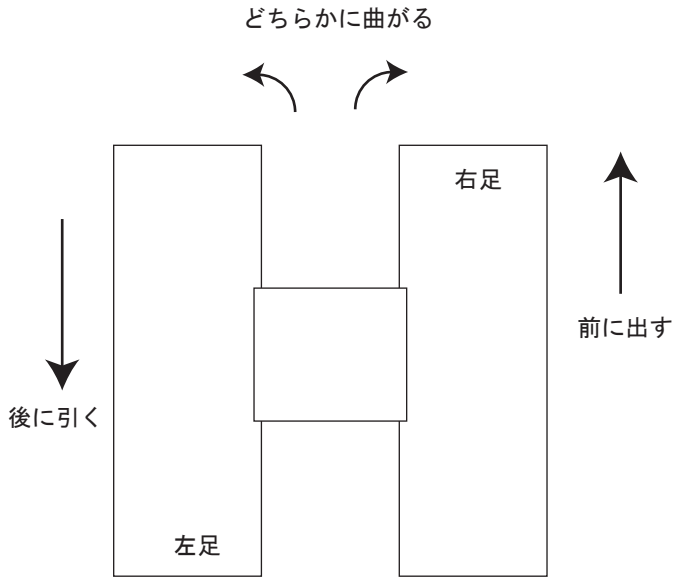 どちらかに曲がる
右足
前に出す
後に引く
左足